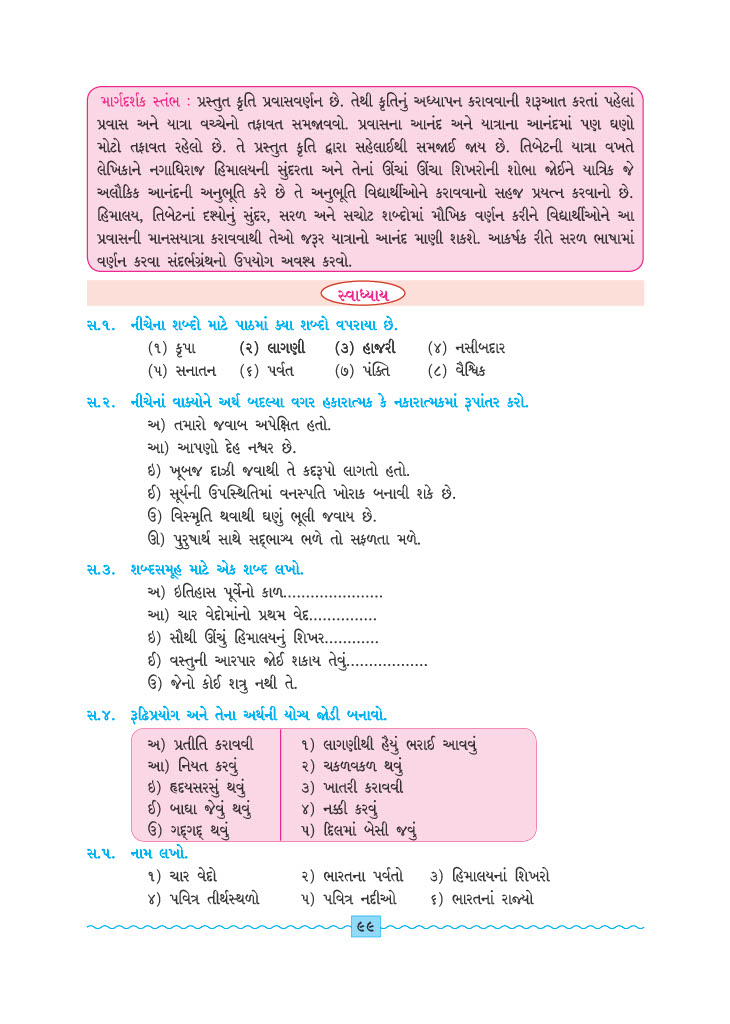 માર્ગદર્શક સ્તંભ : પ્રસ્તુત કૃતિ પ્રવાસવર્ણન છે. તેથી કૃતિનું અધ્યાપન કરાવવાની શરૂઆત કરતાં પહેલાં
પ્રવાસ અને યાત્રા વચ્ચેનો તફાવત સમજાવવો. પ્રવાસના આનંદ અને યાત્રાના આનંદમાં પણ ઘણો
મોટો તફાવત રહેલો છે. તે પ્રસ્તુત કૃતિ દ્વારા સહેલાઈથી સમજાઈ જાય છે. તિબેટની યાત્રા વખતે
લેખિકાને નગાધિરાજ હિમાલયની સુંદરતા અને તેનાં ઊંચાં ઊંચા શિખરોની શોભા જોઈને યાત્રિક જે
અલૌકિક આનંદની અનુભૂતિ કરે છે તે અનુભૂતિ વિદ્યાર્થીઓને કરાવવાનો સહજ પ્રયત્ન કરવાનો છે.
હિમાલય, તિબેટનાં દશ્યોનું સુંદર, સરળ અને સચોટ શબ્દોમાં મૌખિક વર્ણન કરીને વિદ્યાર્થીઓને આ
પ્રવાસની માનસયાત્રા કરાવવાથી તેઓ જરૂર યાત્રાનો આનંદ માણી શકશે. આકર્ષક રીતે સરળ ભાષામાં
વર્ણન કરવા સંદર્ભગ્રંથનો ઉપયોગ અવશ્ય કરવો.
સ્વાધ્યાય
સ.૧. નીચેના શબ્દો માટે પાઠમાં ક્યા શબ્દો વપરાયા છે.
(૧) કૃપા (૨) લાગણી (૩) હાજરી (૪) નસીબદાર
(૫) સનાતન (૬) પર્વત (૭) પંક્તિ (૮) વૈશ્વિક
સ.૨. નીચેનાં વાક્યોને અર્થ બદલ્યા વગર હકારાત્મક કે નકારાત્મકમાં રૂપાંતર કરો.
અ) તમારો જવાબ અપેક્ષિત હતો.
આ) આપણો દેહ નશ્વર છે.
ઇ) ખૂબજ દાઝી જવાથી તે કદરૂપો લાગતો હતો.
ઈ) સૂર્યની ઉપસ્થિતિમાં વનસ્પતિ ખોરાક બનાવી શકે છે.
ઉ) વિસ્મૃતિ થવાથી ઘણું ભૂલી જવાય છે.
ઊ) પુરુષાર્થ સાથે સદ્‌ભાગ્ય ભળે તો સફળતા મળે.
સ.૩. શબ્દસમૂહ માટે એક શબ્દ લખો.
અ) ઇતિહાસ પૂર્વેનો કાળ......................
આ) ચાર વેદોમાંનો પ્રથમ વેદ...............
ઇ) સૌથી ઊંચું હિમાલયનું શિખર............
ઈ) વસ્તુની આરપાર જોઈ શકાય તેવું..................
ઉ) જેનો કોઈ શત્રુ નથી તે.
સ.૪. રૂઢિપ્રયોગ અને તેના અર્થની યોગ્ય જોડી બનાવો.
અ) પ્રતીતિ કરાવવી ૧) લાગણીથી હૈયું ભરાઈ આવવું
આ) નિયત કરવું ૨) ચકળવકળ થવું
ઇ) હૃદયસરસું થવું ૩) ખાતરી કરાવવી
ઈ) બાઘા જેવું થવું ૪) નક્કી કરવું
ઉ) ગદ્‌ગદ્ થવું ૫) દિલમાં બેસી જવું
સ.૫. નામ લખો.
૧) ચાર વેદો ૨) ભારતના પર્વતો ૩) હિમાલયનાં શિખરો
૪) પવિત્ર તીર્થસ્થળો ૫) પવિત્ર નદીઓ ૬) ભારતનાં રાજ્યો
૯૯